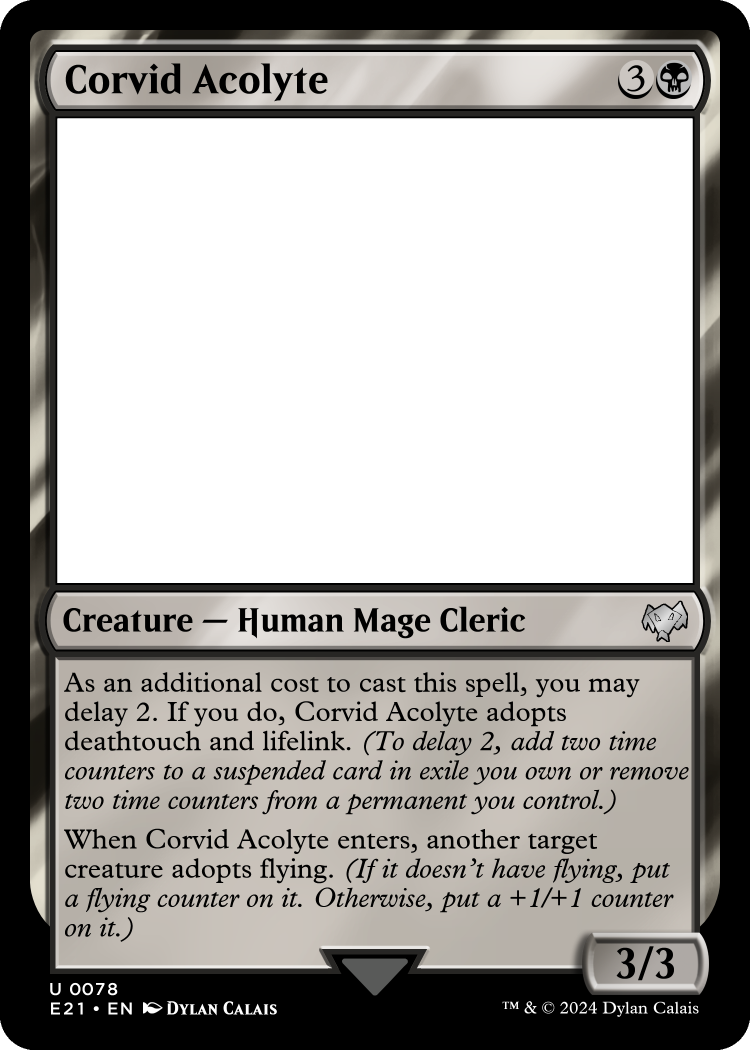 Corvid Acolyte 3
Creature — Human Mage Cleric
As an additional cost to cast this spell, you may
delay 2. If you do, Corvid Acolyte adopts
deathtouch and lifelink. (To delay 2, add two time
counters to a suspended card in exile you own or remove
two time counters from a permanent you control.)
When Corvid Acolyte enters, another target
creature adopts flying. (If it doesn’t have flying, put
a flying counter on it. Otherwise, put a +1/+1 counter
on it.)
3/3
U 0078
E21 • EN Dylan Calais
™ & © 2024 Dylan Calais